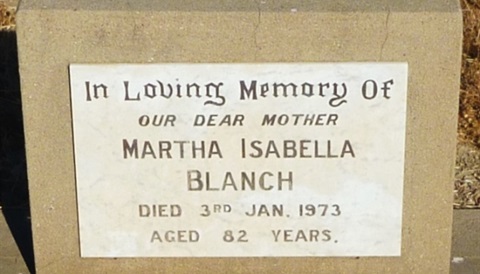 In Loving Memory Of
OUR DEAR MOTHER
MARTHA ISABELLA
BLANCH
DIED 3RD JAN. 1973
AGED 82 YEARS.